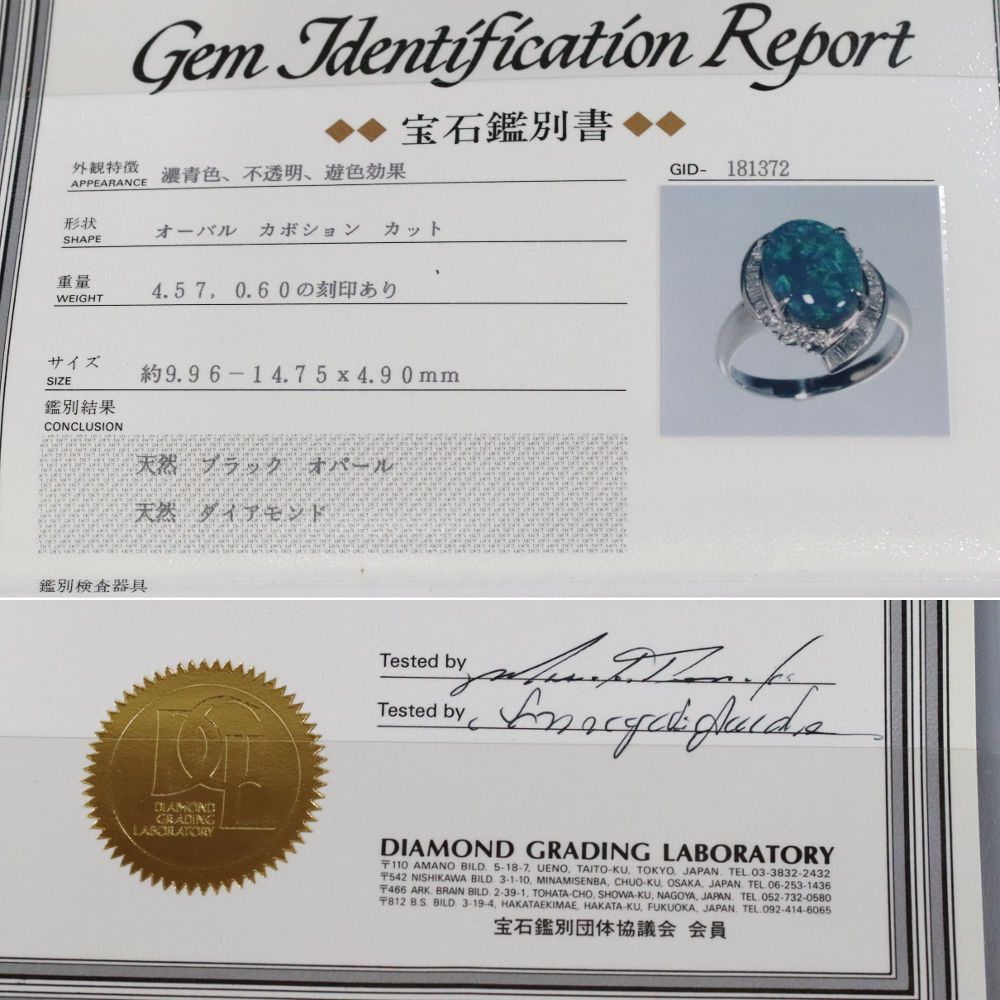 Gem Identification Report
宝石鑑別書
外観特徴
APPEARANCE 濃青色、不透明、遊色効果
GID- 181372
形状
SHAPE オーバル カボション カット
重量
WEIGHT 4.57, 0.60の刻印あり
サイズ
SIZE 約9.96-14.75x4.90mm
鑑別結果
CONCLUSION
天然 ブラック オパール
天然 ダイアモンド
鑑別検査器具
Tested by
Tested by
DGL
DIAMOND
GRADING
LABORATORY
DIAMOND GRADING LABORATORY
〒110 AMANO BILD. 5-18-7, UENO, TAITO-KU, TOKYO, JAPAN. TEL.03-3832-2432
〒542 NISHIKAWA BILD. 3-1-10, MINAMISENBA, CHUO-KU, OSAKA, JAPAN. TEL.06-253-1436
〒466 ARK. BRAIN BILD. 2-39-1, TOHATA-CHO, SHOWA-KU, NAGOYA, JAPAN. TEL.052-732-0580
〒812 B.S. BILD. 3-19-4, HAKATAEKIMAE, HAKATA-KU, FUKUOKA, JAPAN. TEL.092-414-6065
宝石鑑別団体協議会 会員